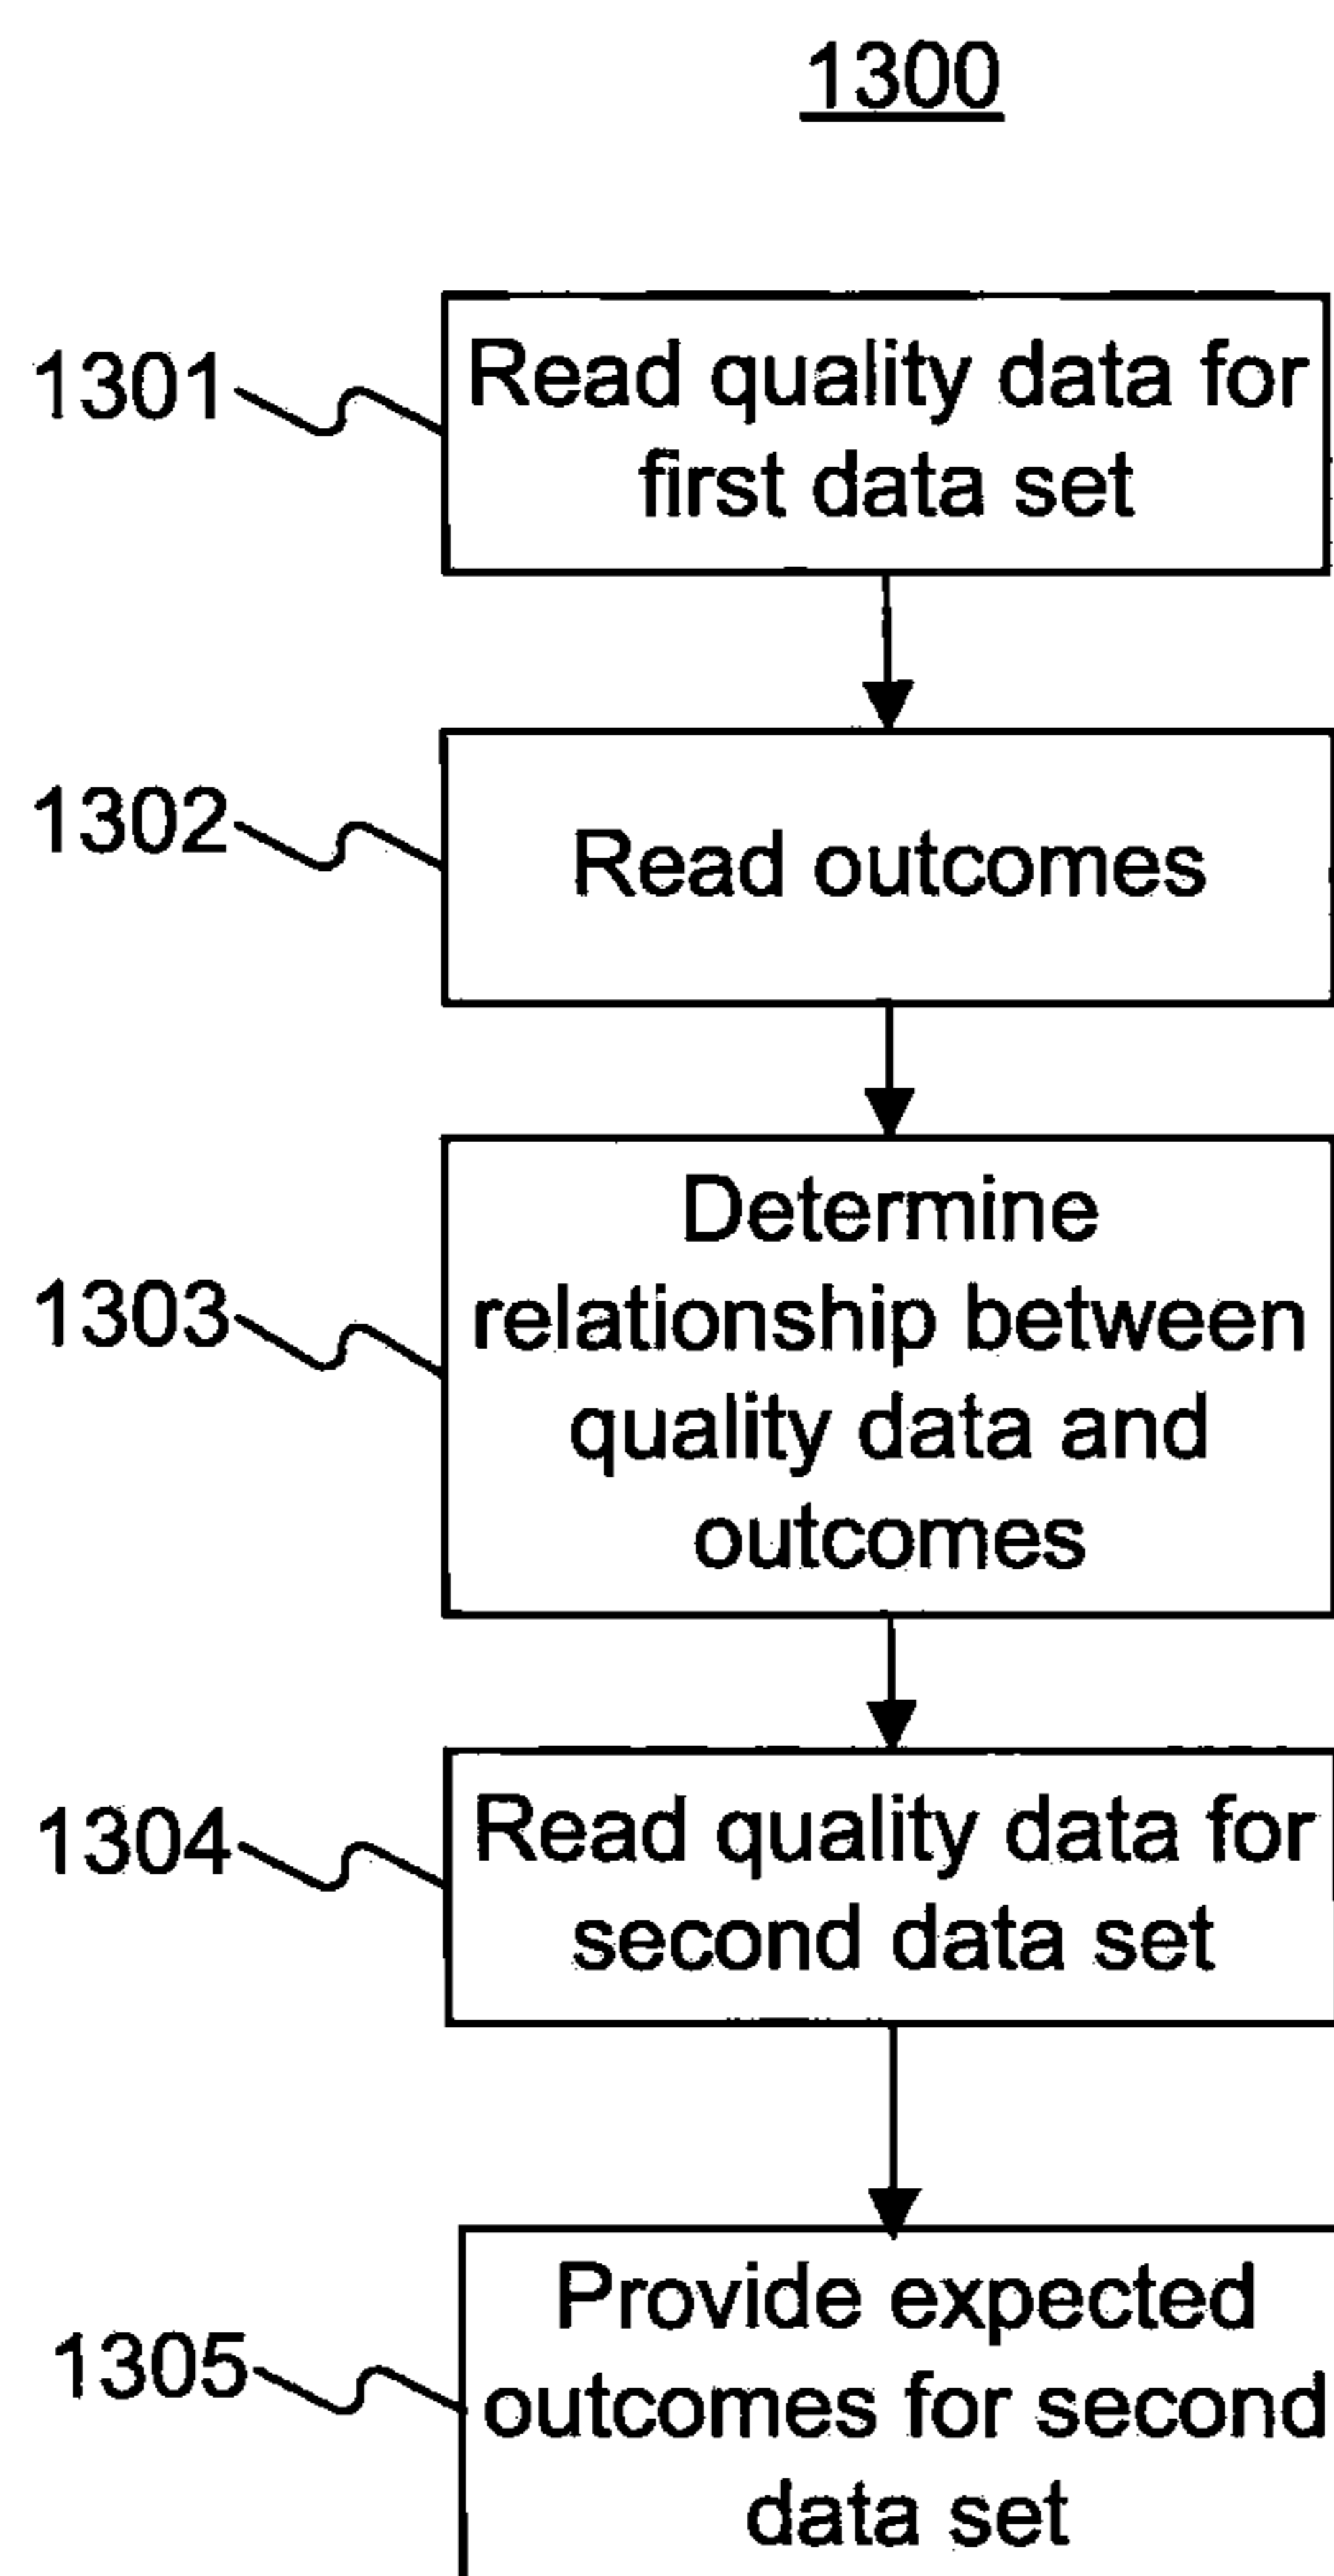 1300
1301
Read quality data for
first data set
1302
Read outcomes
1303
Determine
relationship between
quality data and
outcomes
1304
Read quality data for
second data set
1305
Provide expected
outcomes for second
data set